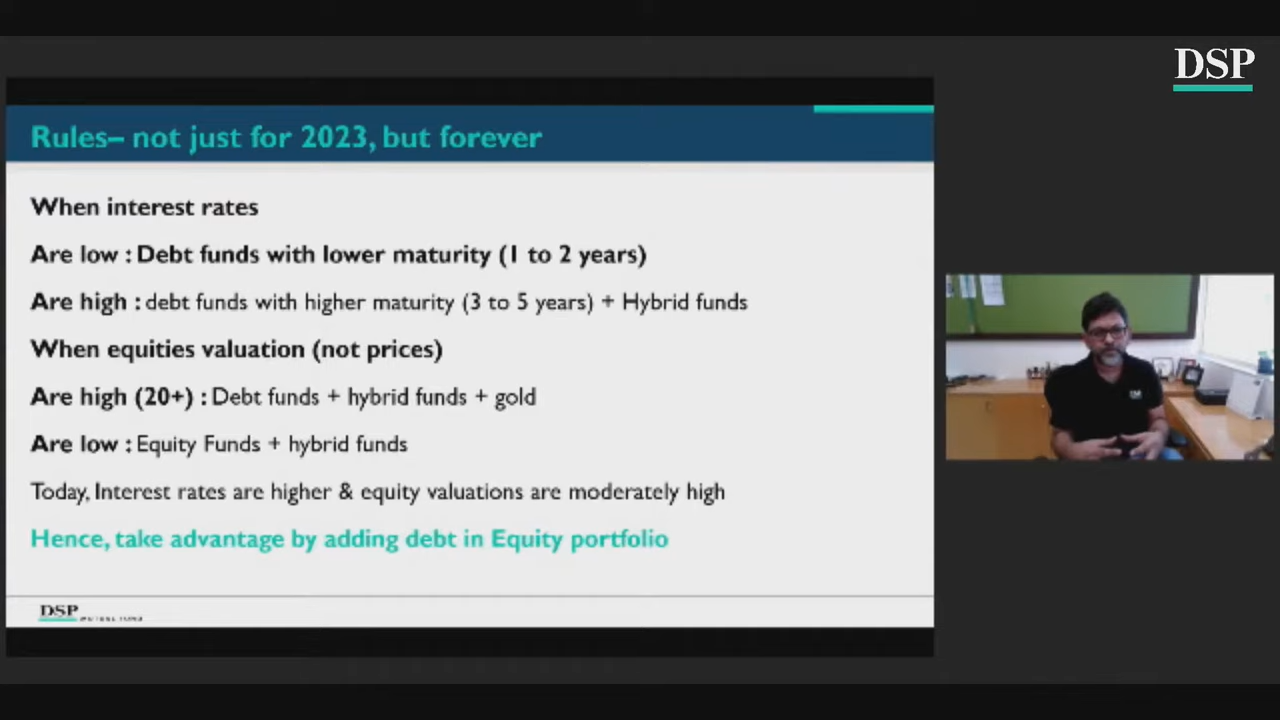 DSP
Rules– not just for 2023, but forever
When interest rates
Are low : Debt funds with lower maturity (1 to 2 years)
Are high : debt funds with higher maturity (3 to 5 years) + Hybrid funds
When equities valuation (not prices)
Are high (20+) : Debt funds + hybrid funds + gold
Are low : Equity Funds + hybrid funds
Today, Interest rates are higher & equity valuations are moderately high
Hence, take advantage by adding debt in Equity portfolio
DSP
MUTUAL FUND